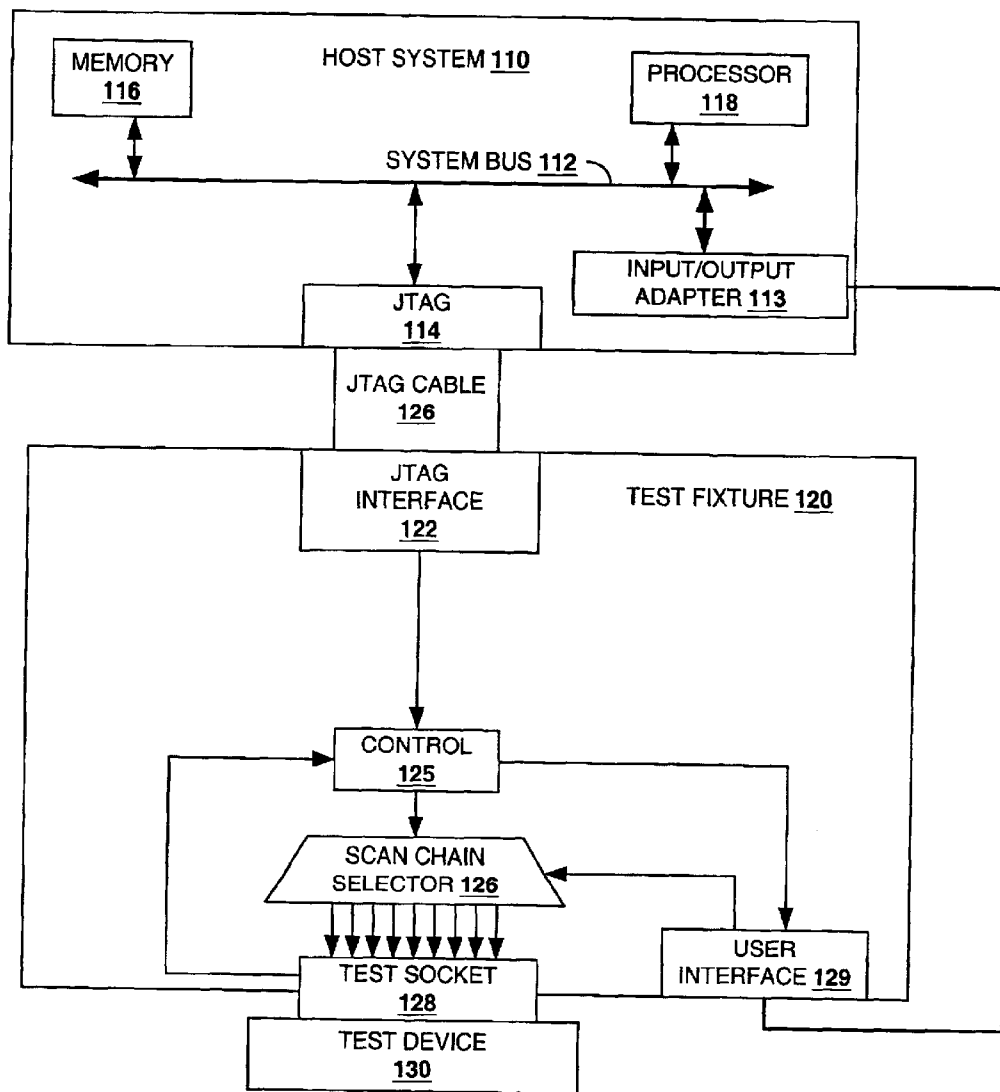 HOST SYSTEM 110
MEMORY
116
PROCESSOR
118
SYSTEM BUS 112
INPUT/OUTPUT
ADAPTER 113
JTAG
114
JTAG CABLE
126
JTAG
INTERFACE
122
TEST FIXTURE 120
CONTROL
125
SCAN CHAIN
SELECTOR 126
TEST SOCKET
128
USER
INTERFACE 129
TEST DEVICE
130